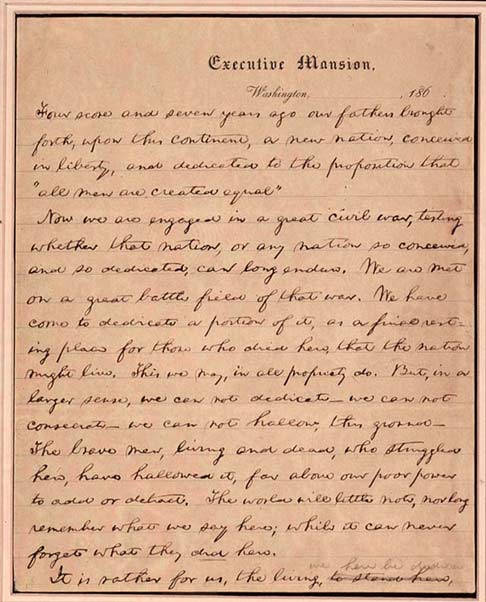 Executive Mansion,
Washington, , 186 .
Four score and seven years ago our fathers brought
forth, upon this continent, a new nation, conceived
in liberty, and dedicated to the proposition that
"all men are created equal"
Now we are engaged in a great civil war, testing
whether that nation, or any nation so conceived,
and so dedicated, can long endure. We are met
on a great battle field of that war. We have
come to dedicate a portion of it, as a final rest-
ing place for those who died here, that the nation
might live. This we may, in all propriety do. But, in a
larger sense, we can not dedicate — we can not
consecrate — we can not hallow, this ground —
The brave men, living and dead, who struggled
here, have hallowed it, far above our poor power
to add or detract. The world will little note, nor long
remember what we say here; while it can never
forget what they did here.
we here be dedica
It is rather for us, the living, to stand here,